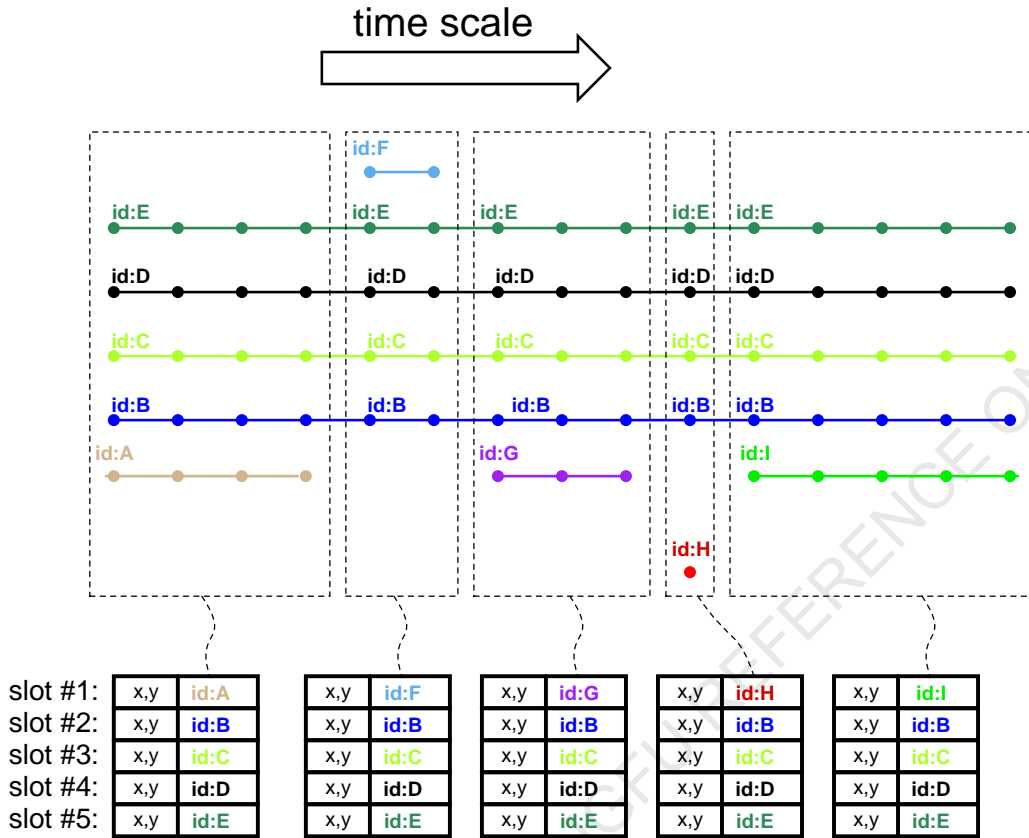 time scale
id:F
id:E id:E id:E id:E id:E
id:D id:D id:D id:D id:D
id:C id:C id:C id:C id:C
id:B id:B id:B id:B id:B
id:A id:G id:I
id:H
slot #1: x,y id:A x,y id:F x,y id:G x,y id:H x,y id:I
slot #2: x,y id:B x,y id:B x,y id:B x,y id:B x,y id:B
slot #3: x,y id:C x,y id:C x,y id:C x,y id:C x,y id:C
slot #4: x,y id:D x,y id:D x,y id:D x,y id:D x,y id:D
slot #5: x,y id:E x,y id:E x,y id:E x,y id:E x,y id:E
REFERENCE